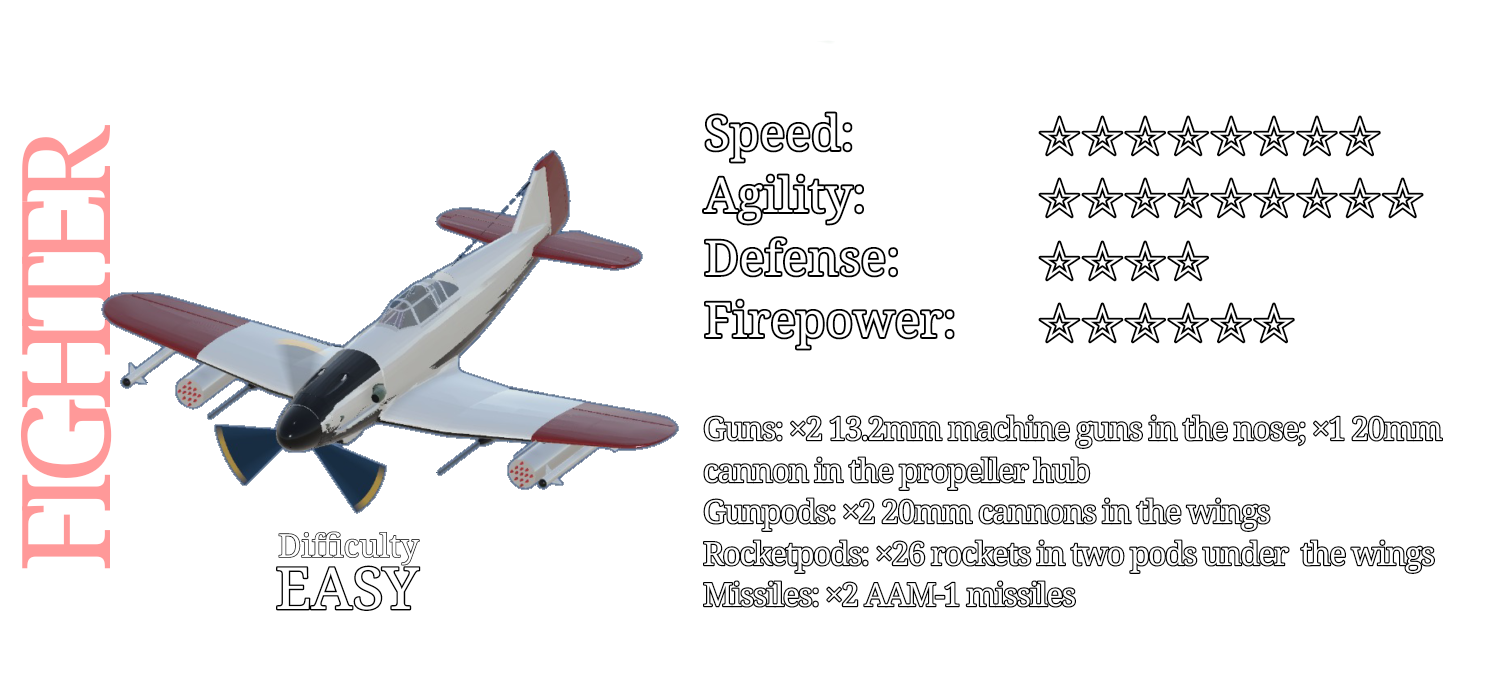 FIGHTER
Speed: ☆☆☆☆☆☆☆☆
Agility: ☆☆☆☆☆☆☆☆☆
Defense: ☆☆☆☆
Firepower: ☆☆☆☆☆☆
Guns: ×2 13.2mm machine guns in the nose; ×1 20mm
cannon in the propeller hub
Gunpods: ×2 20mm cannons in the wings
Rocketpods: ×26 rockets in two pods under  the wings
Missiles: ×2 AAM-1 missiles
Difficulty
EASY